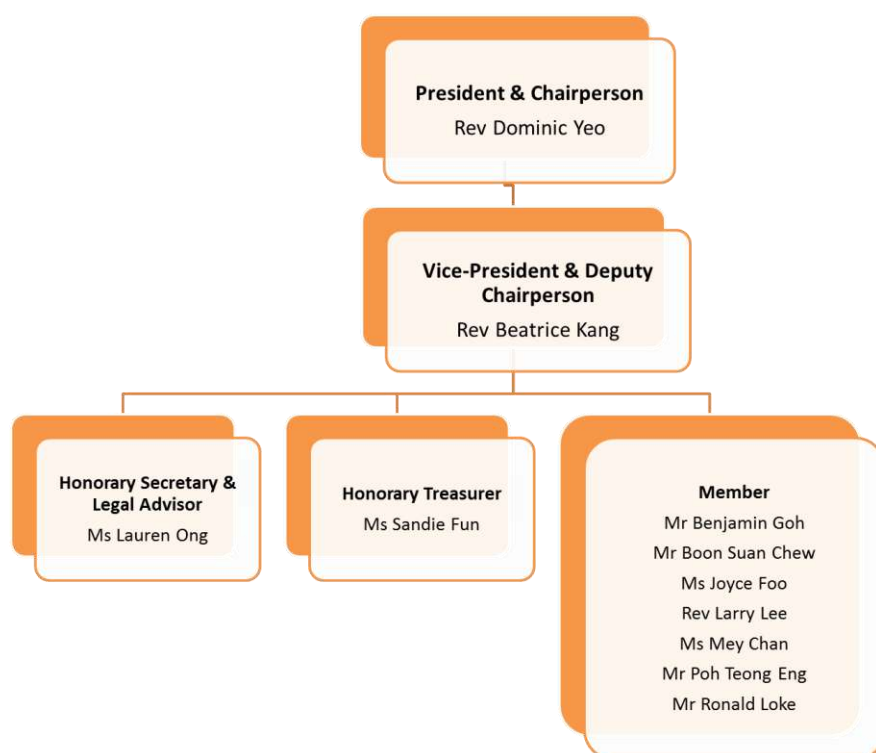 President & Chairperson
Rev Dominic Yeo
Vice-President & Deputy
Chairperson
Rev Beatrice Kang
Honorary Secretary &
Legal Advisor
Ms Lauren Ong
Honorary Treasurer
Ms Sandie Fun
Member
Mr Benjamin Goh
Mr Boon Suan Chew
Ms Joyce Foo
Rev Larry Lee
Ms Mey Chan
Mr Poh Teong Eng
Mr Ronald Loke